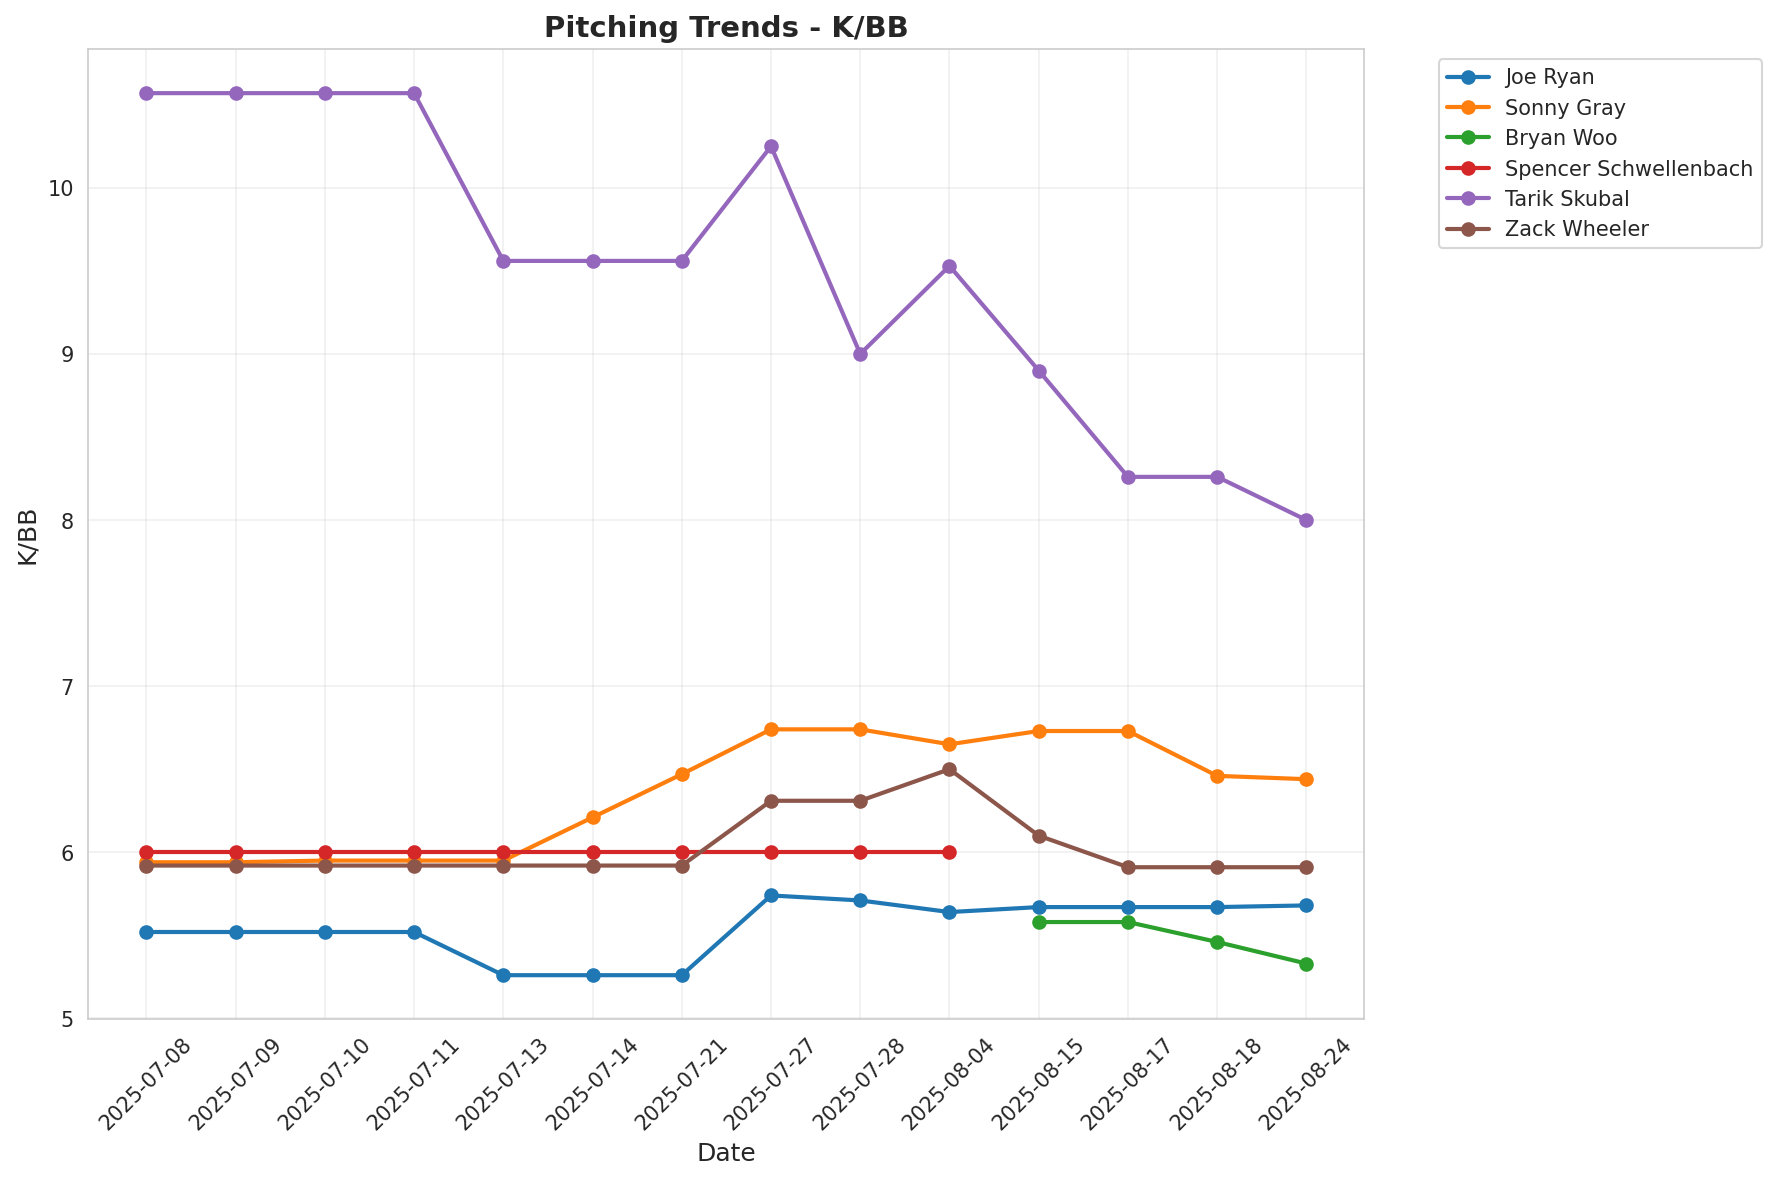 Pitching Trends - K/BB
K/BB
10
9
8
7
6
5
2025-07-08
2025-07-09
2025-07-10
2025-07-11
2025-07-13
2025-07-14
2025-07-21
2025-07-27
2025-07-28
2025-08-04
2025-08-15
2025-08-17
2025-08-18
2025-08-24
Date
Joe Ryan
Sonny Gray
Bryan Woo
Spencer Schwellenbach
Tarik Skubal
Zack Wheeler